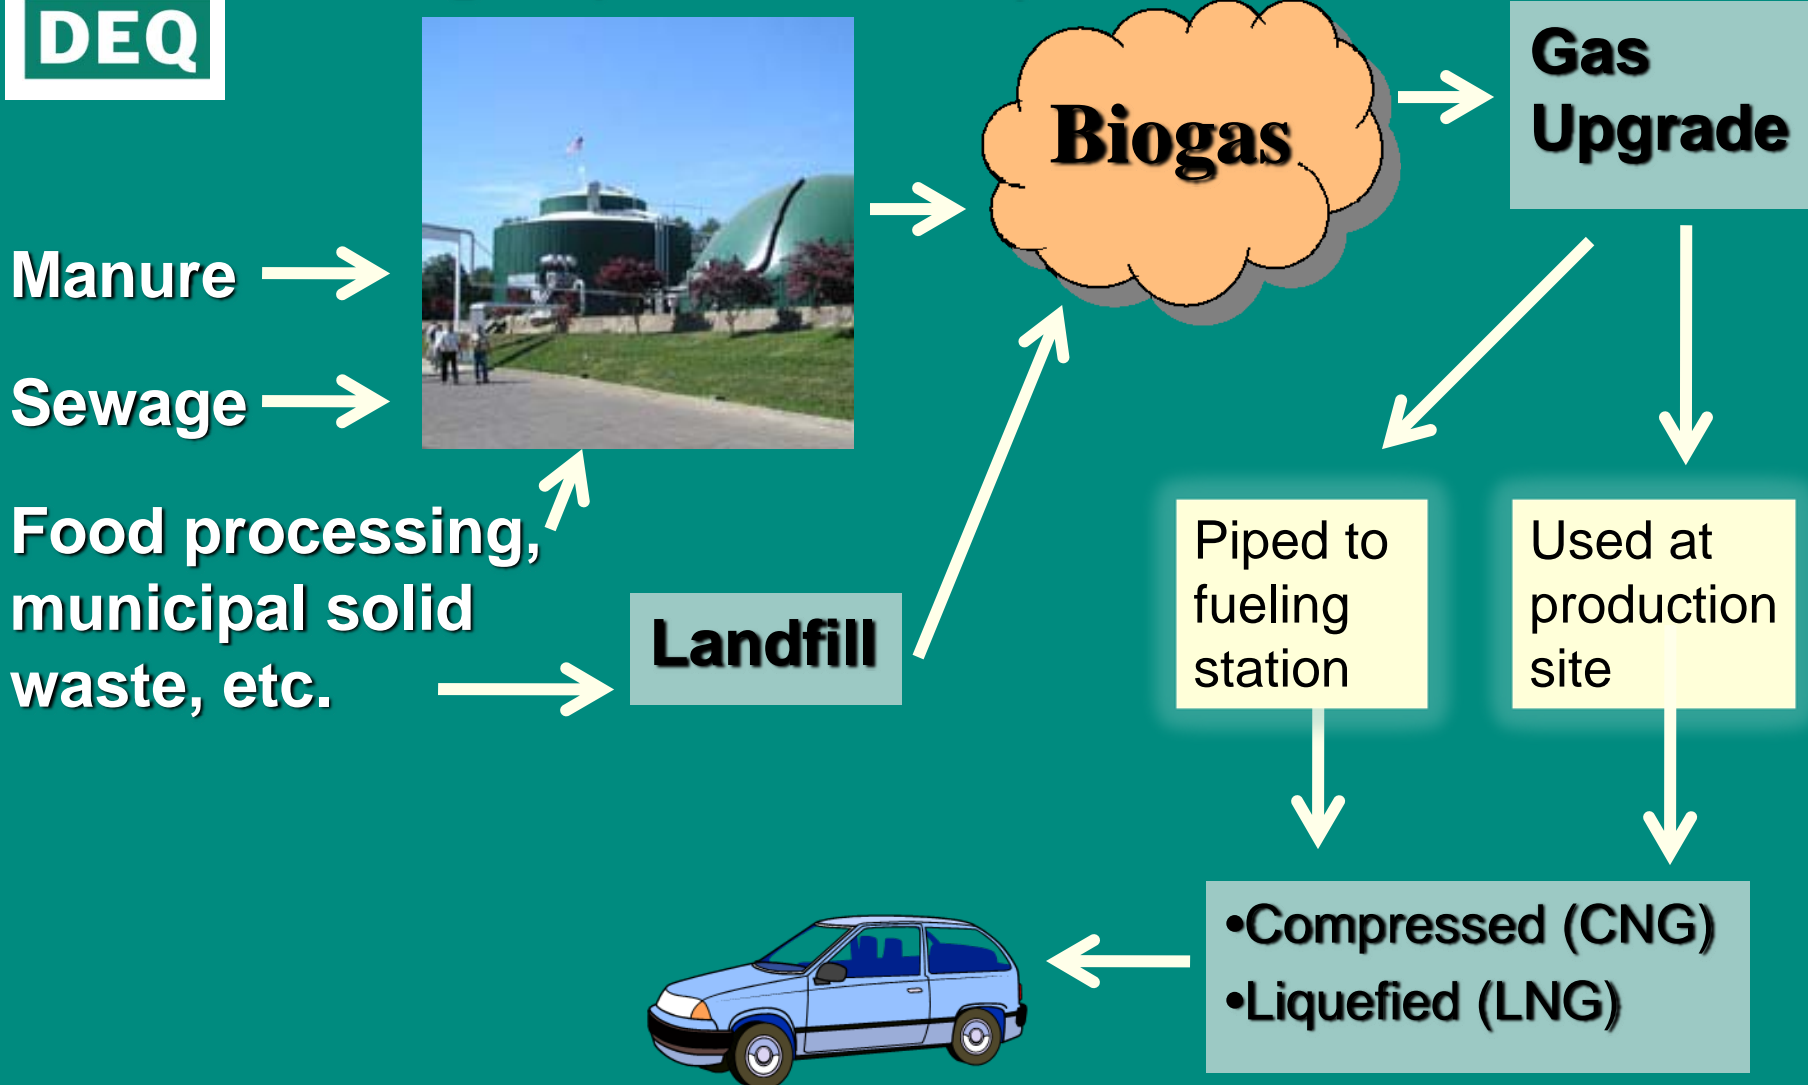 DEQ
Biogas
Gas
Upgrade
Manure
Sewage
Food processing,
municipal solid
waste, etc.
Landfill
Piped to
fueling
station
Used at
production
site
•Compressed (CNG)
•Liquefied (LNG)